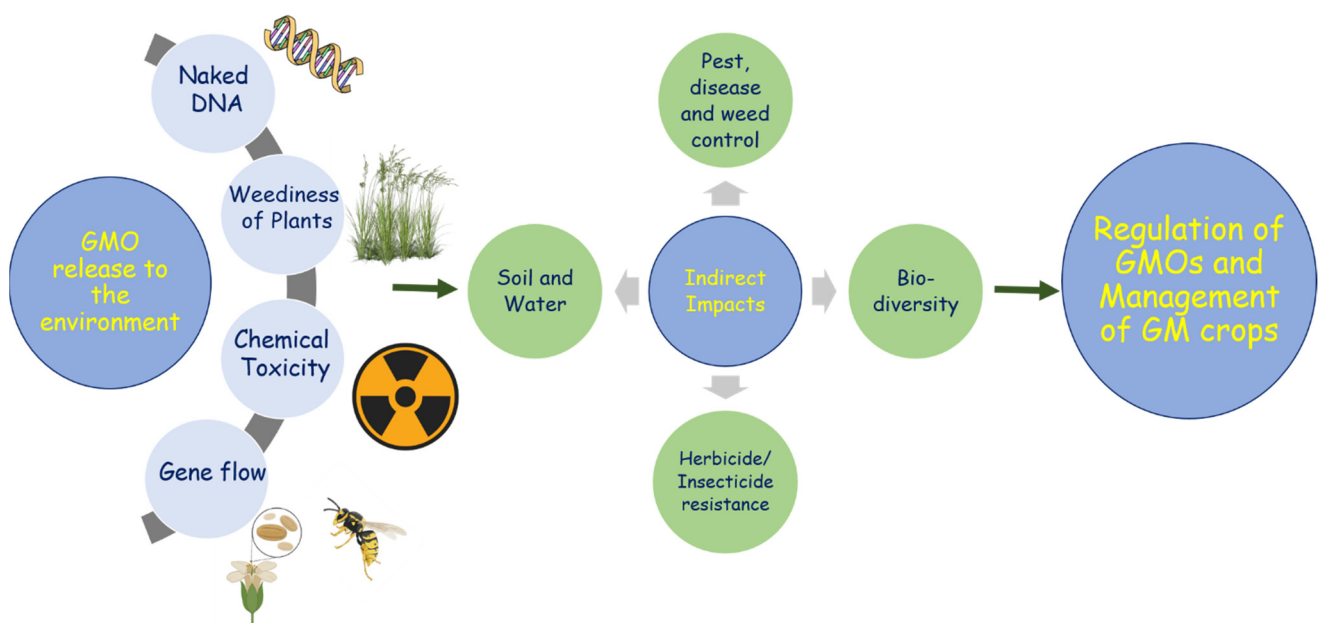 Naked
DNA
Weediness
of Plants
GMO
release to
the
environment
Chemical
Toxicity
Gene flow
Pest,
disease
and weed
control
Soil and
Water
Indirect
Impacts
Bio-
diversity
Herbicide/
Insecticide
resistance
Regulation of
GMOs and
Management
of GM crops